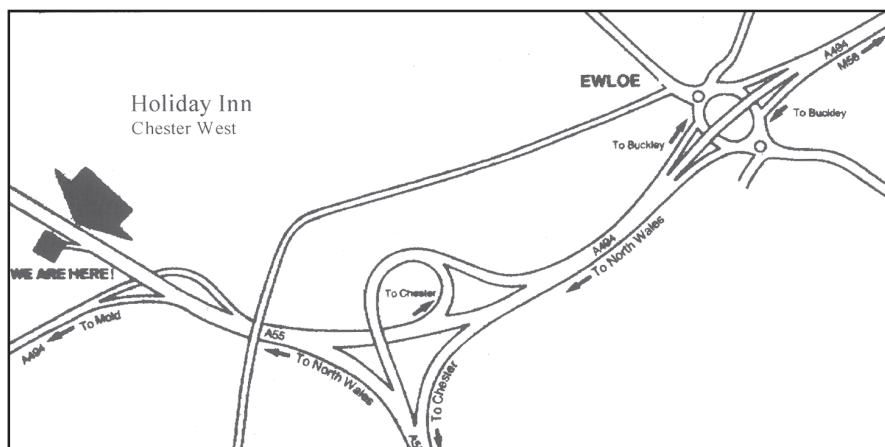 Holiday Inn
Chester West
EWLOE
A494
M56
To Buckley
To Buckley
A494
To North Wales
WE ARE HERE!
To Chester
A494
To Mold
A55
To North Wales
To Chester